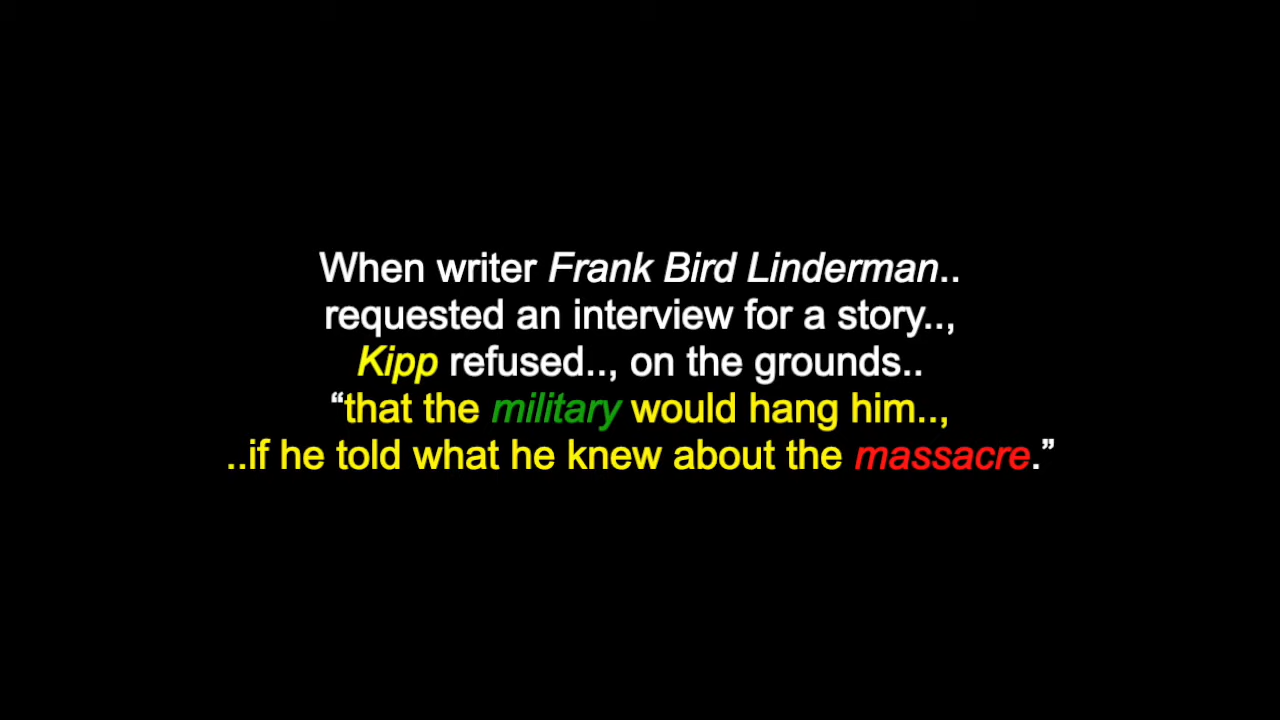 When writer Frank Bird Linderman..
requested an interview for a story..,
Kipp refused.., on the grounds..
“that the military would hang him..,
..if he told what he knew about the massacre.”